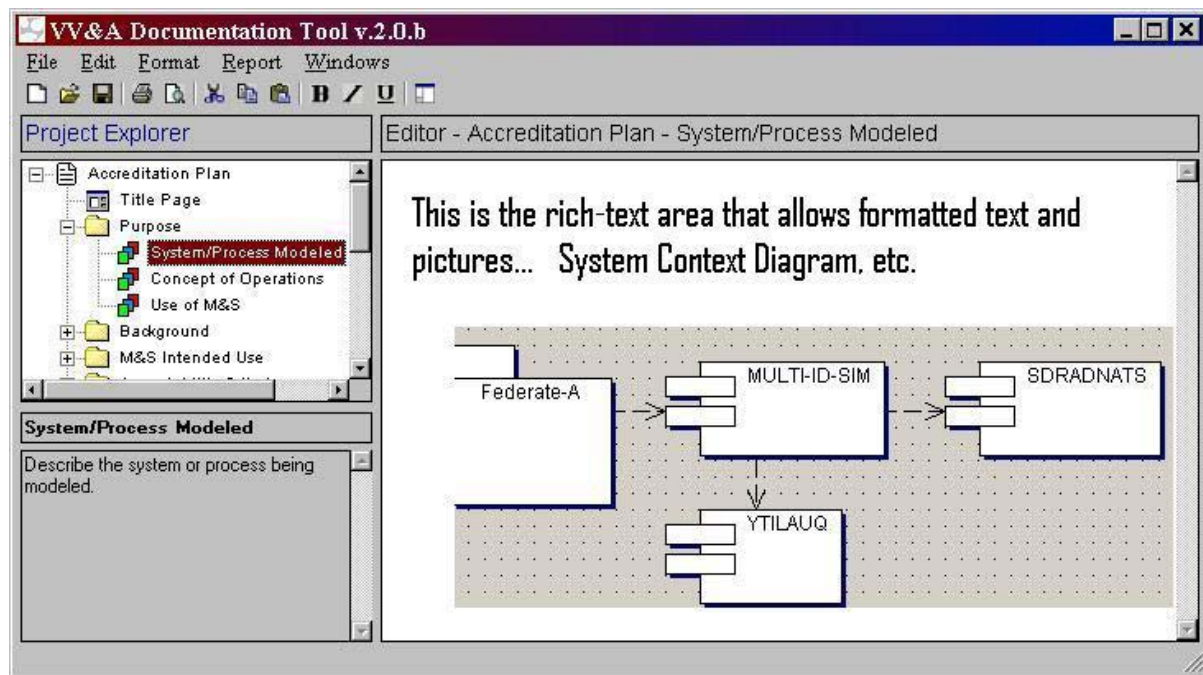 VV&A Documentation Tool v.2.0.b
File Edit Format Report Windows
B I U
Project Explorer
Editor - Accreditation Plan - System/Process Modeled
Accreditation Plan
Title Page
Purpose
System/Process Modeled
Concept of Operations
Use of M&S
Background
M&S Intended Use
System/Process Modeled
Describe the system or process being
modeled.
This is the rich-text area that allows formatted text and
pictures... System Context Diagram, etc.
Federate-A
MULTI-ID-SIM
SDRADNATS
YTILAUQ